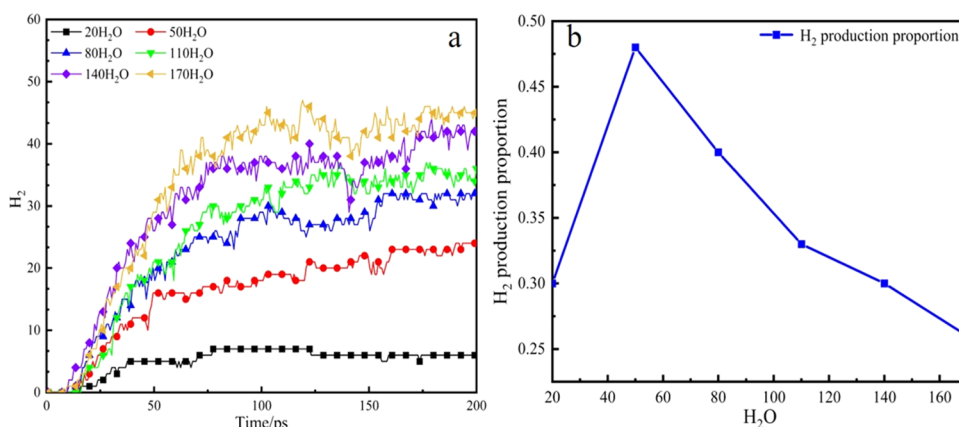 60
50
40
30
20
10
0
H₂
20H₂O 50H₂O
80H₂O 110H₂O
140H₂O 170H₂O
a
0 50 100 150 200
Time/ps
b
H₂ production proportion
0.50
0.45
0.40
0.35
0.30
0.25
H₂ production proportion
20 40 60 80 100 120 140 160
H₂O